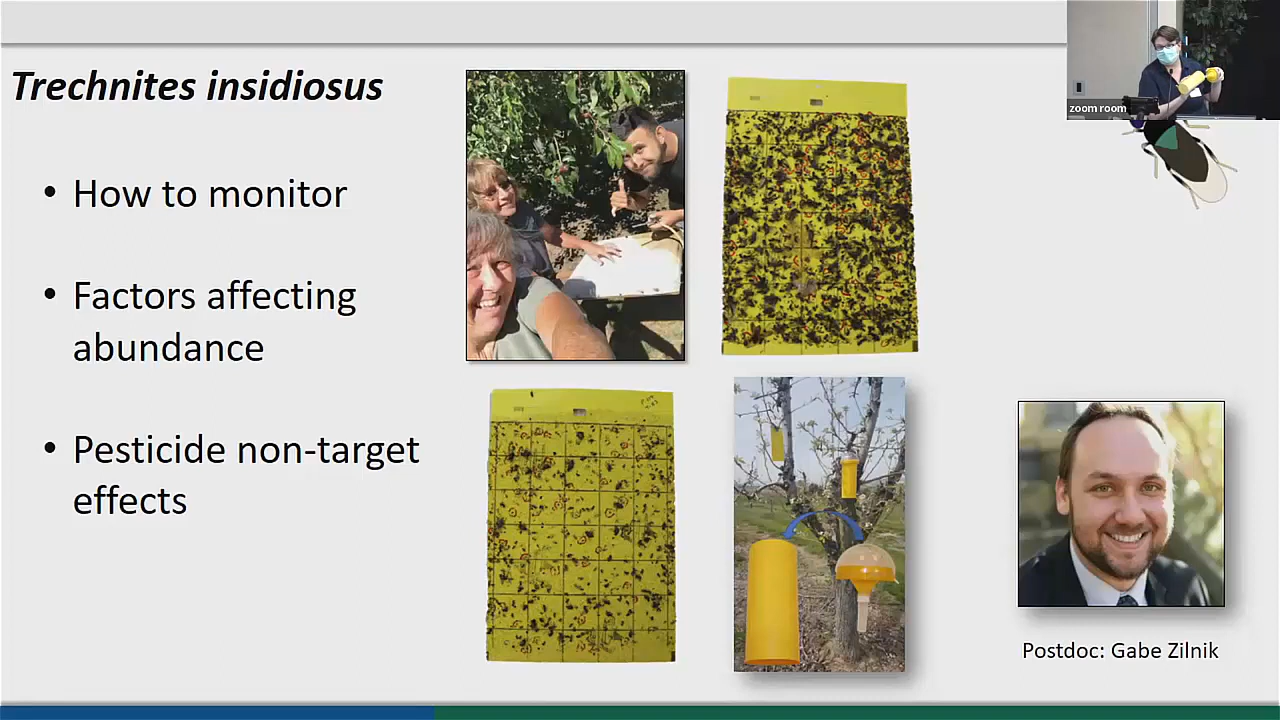 Trechnites insidiosus
• How to monitor
• Factors affecting
abundance
• Pesticide non-target
effects
zoom room
Postdoc: Gabe Zilnik